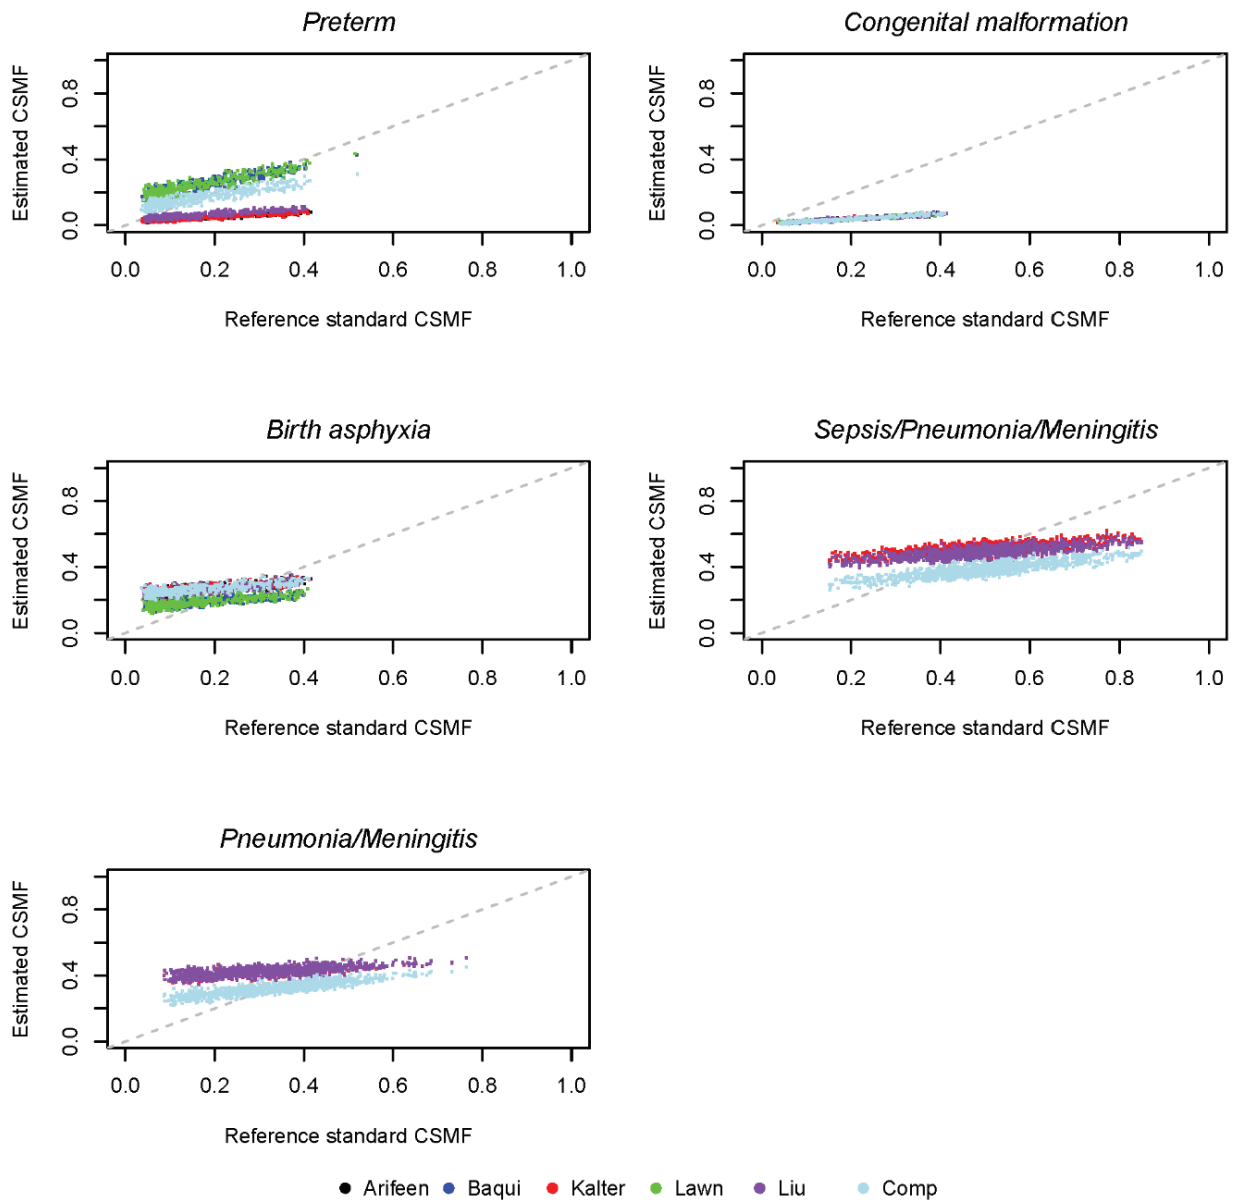 Preterm
Estimated CSMF
0.8
0.4
0.0
0.0 0.2 0.4 0.6 0.8 1.0
Reference standard CSMF
Congenital malformation
Estimated CSMF
0.8
0.4
0.0
0.0 0.2 0.4 0.6 0.8 1.0
Reference standard CSMF
Birth asphyxia
Estimated CSMF
0.8
0.4
0.0
0.0 0.2 0.4 0.6 0.8 1.0
Reference standard CSMF
Sepsis/Pneumonia/Meningitis
Estimated CSMF
0.8
0.4
0.0
0.0 0.2 0.4 0.6 0.8 1.0
Reference standard CSMF
Pneumonia/Meningitis
Estimated CSMF
0.8
0.4
0.0
0.0 0.2 0.4 0.6 0.8 1.0
Reference standard CSMF
Arifeen Baqui Kalter Lawn Liu Comp